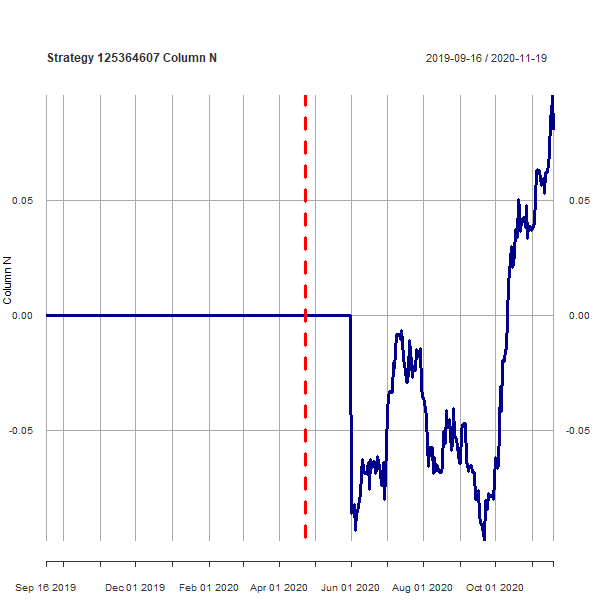 Strategy 125364607 Column N
2019-09-16 / 2020-11-19
Column N
0.05
0.05
0.00
0.00
-0.05
-0.05
Sep 16 2019
Dec 01 2019
Feb 01 2020
Apr 01 2020
Jun 01 2020
Aug 01 2020
Oct 01 2020